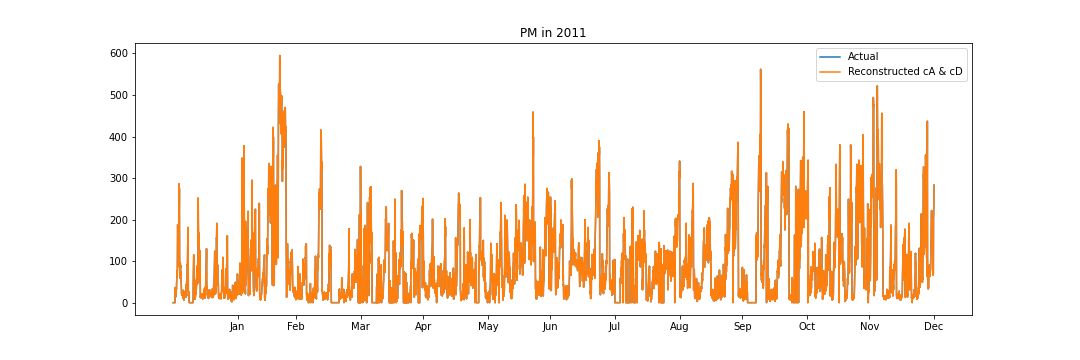 PM in 2011
Actual
Reconstructed cA & cD
600
500
400
300
200
100
0
Jan Feb Mar Apr May Jun Jul Aug Sep Oct Nov Dec